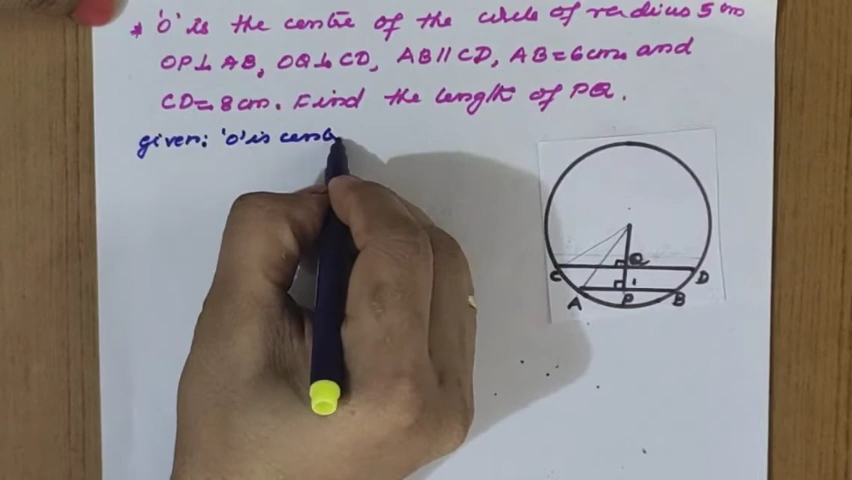 * 'O' is the centre of the circle of radius 5 cm
OP⊥AB, OQ⊥CD, AB//CD, AB=6cm and
CD=8cm. Find the length of PQ.
given: 'O' is cent
Q
C D
A P B